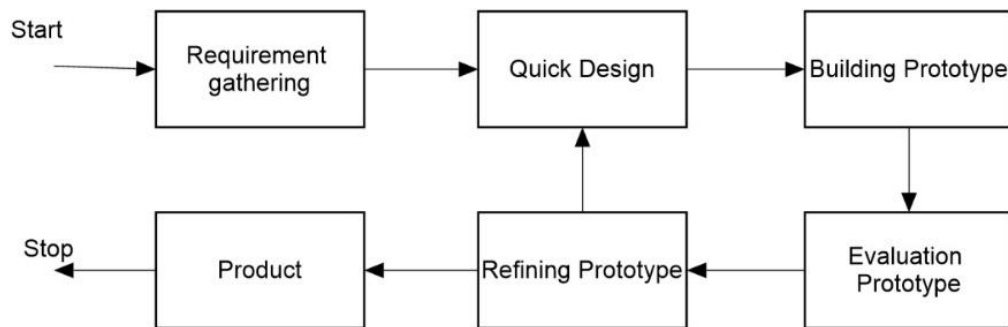 Start
Requirement
gathering
Quick Design
Building Prototype
Stop
Product
Refining Prototype
Evaluation
Prototype